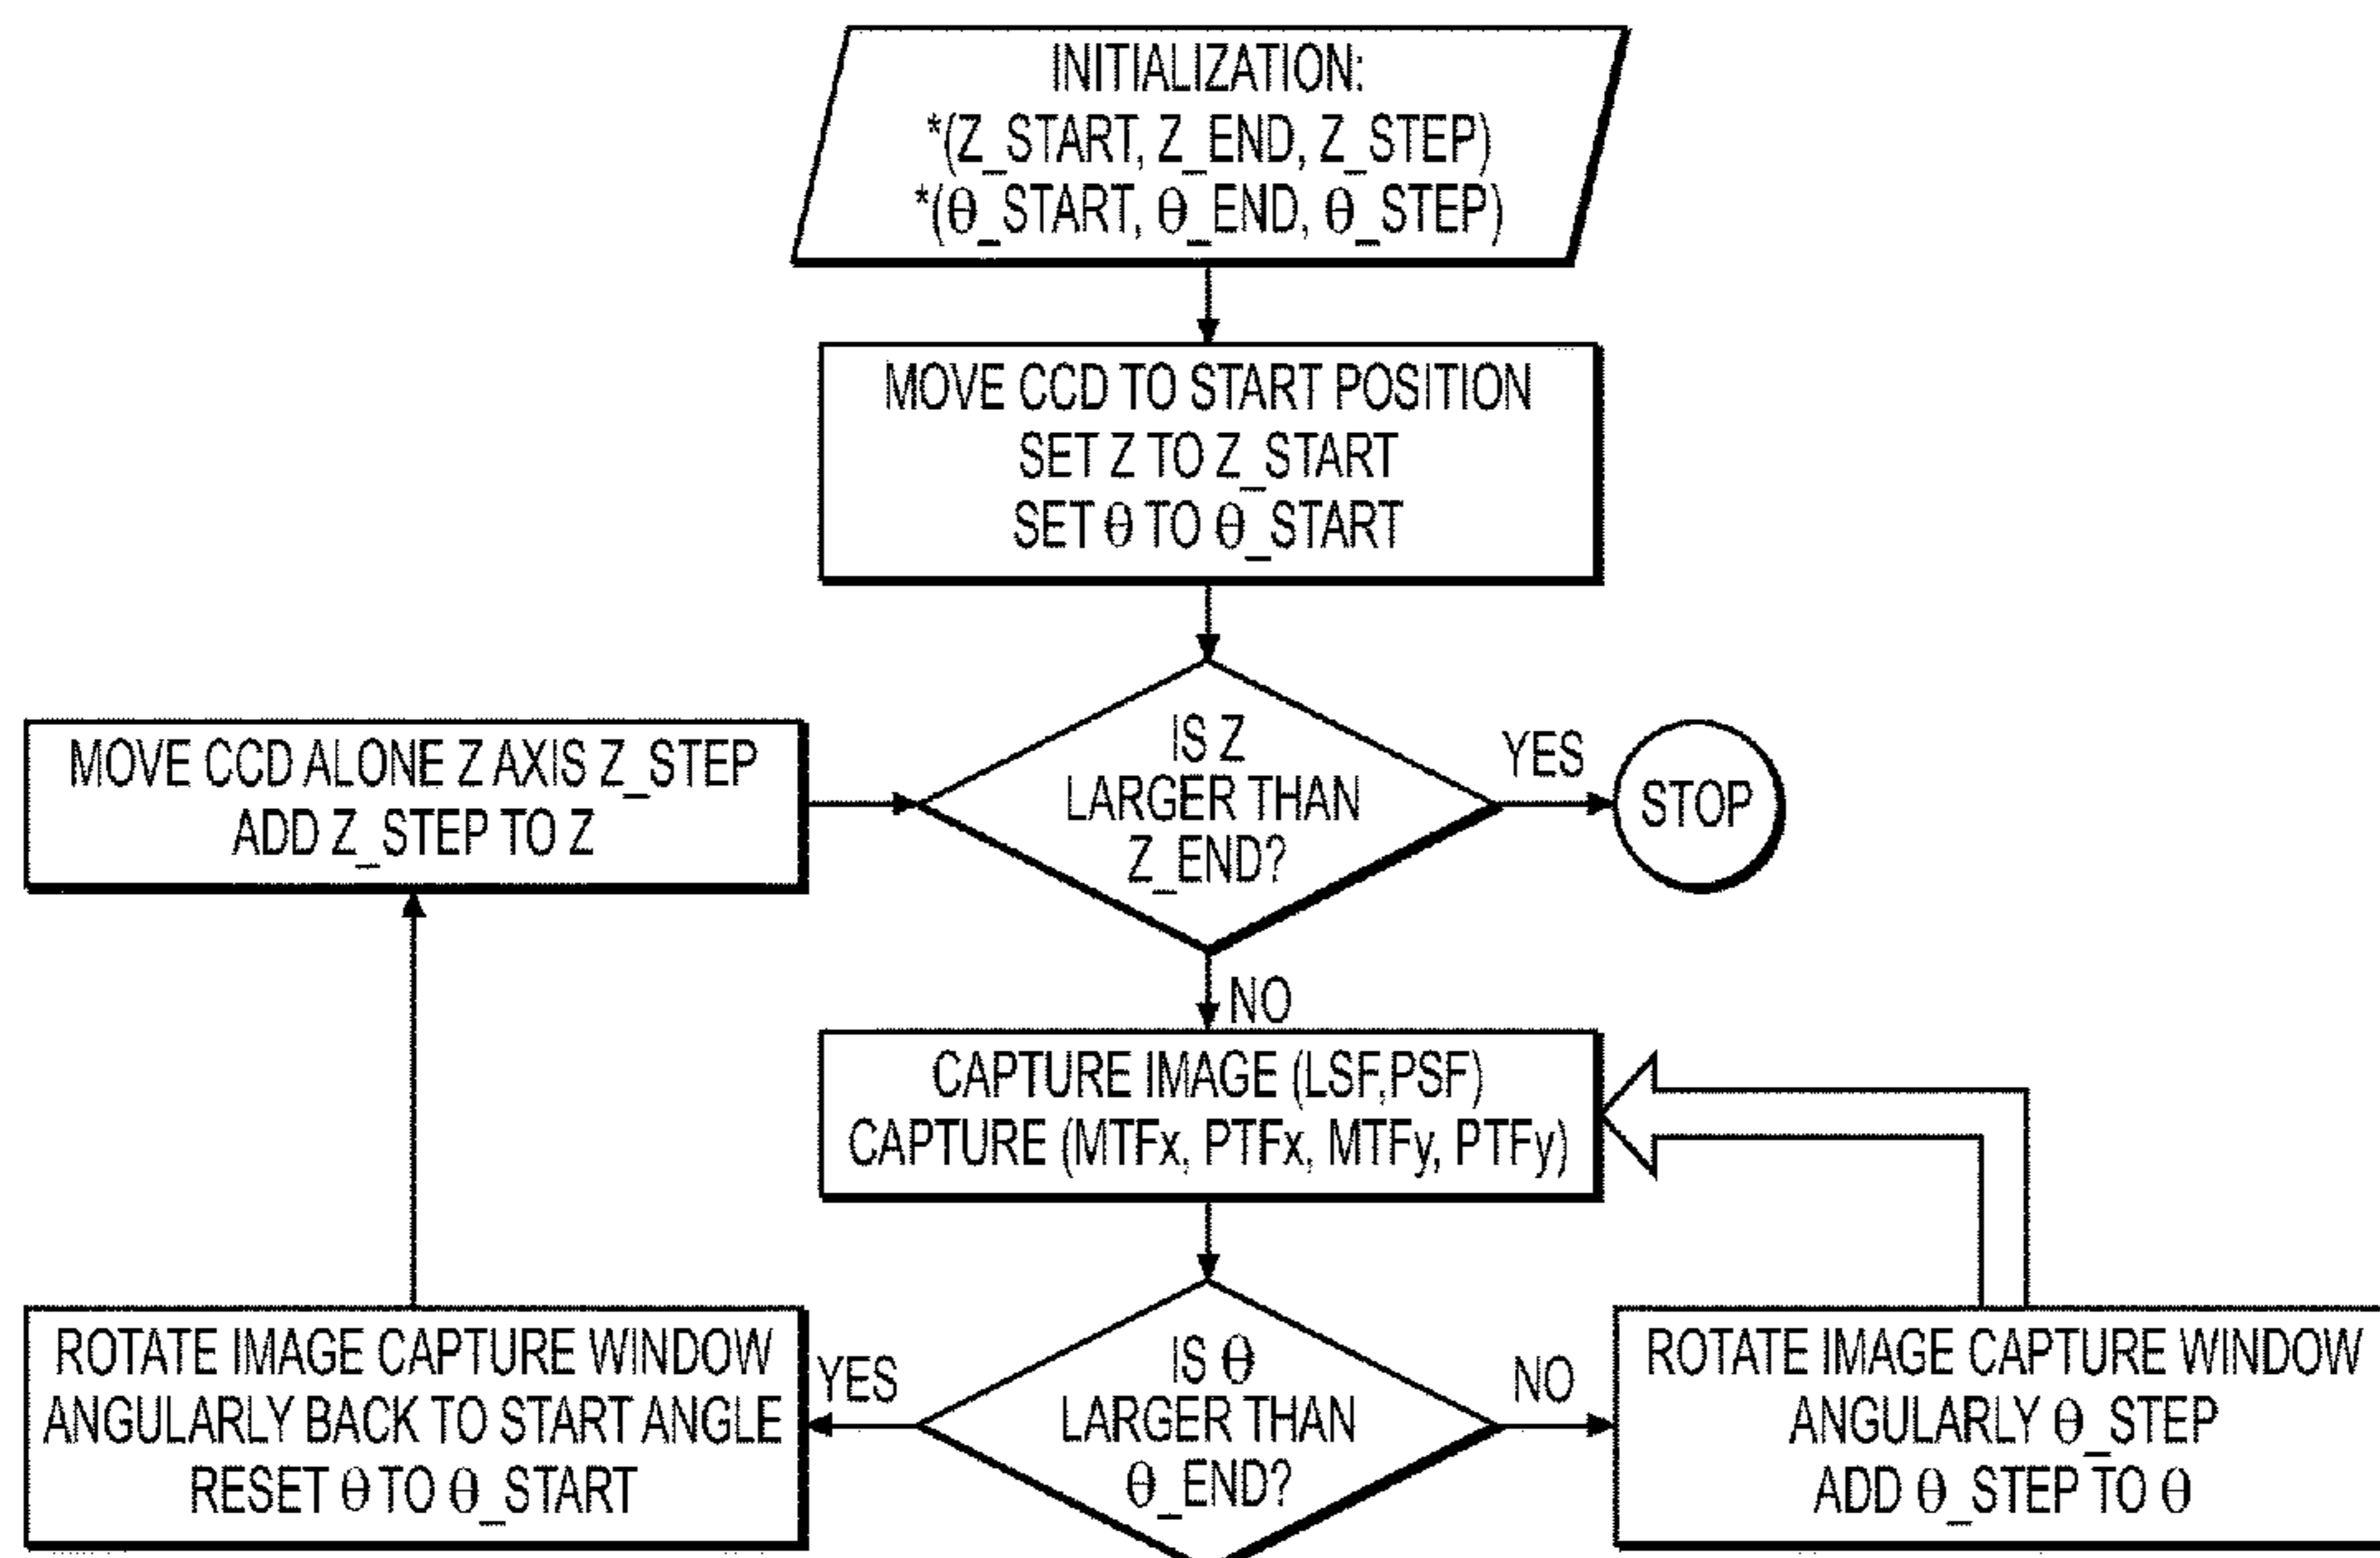 INITIALIZATION:
*(Z_START, Z_END, Z_STEP)
*(θ_START, θ_END, θ_STEP)
MOVE CCD TO START POSITION
SET Z TO Z_START
SET θ TO θ_START
MOVE CCD ALONE Z AXIS Z_STEP
ADD Z_STEP TO Z
IS Z
LARGER THAN
Z_END?
YES
STOP
NO
CAPTURE IMAGE (LSF,PSF)
CAPTURE (MTFx, PTFx, MTFy, PTFy)
ROTATE IMAGE CAPTURE WINDOW
ANGULARLY BACK TO START ANGLE
RESET θ TO θ_START
YES
IS θ
LARGER THAN
θ_END?
NO
ROTATE IMAGE CAPTURE WINDOW
ANGULARLY θ_STEP
ADD θ_STEP TO θ